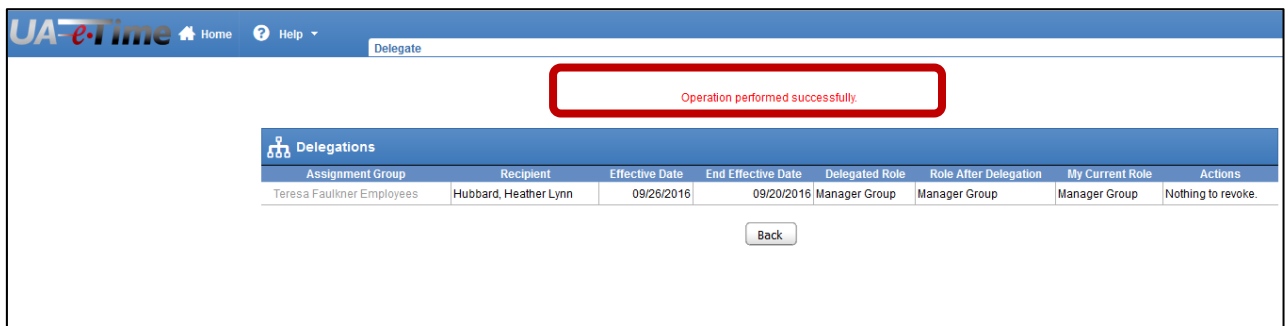 UA-e·Time Home ? Help
Delegate
Operation performed successfully.
Delegations
Assignment Group Recipient Effective Date End Effective Date Delegated Role Role After Delegation My Current Role Actions
Teresa Faulkner Employees Hubbard, Heather Lynn 09/26/2016 09/20/2016 Manager Group Manager Group Manager Group Nothing to revoke.
Back